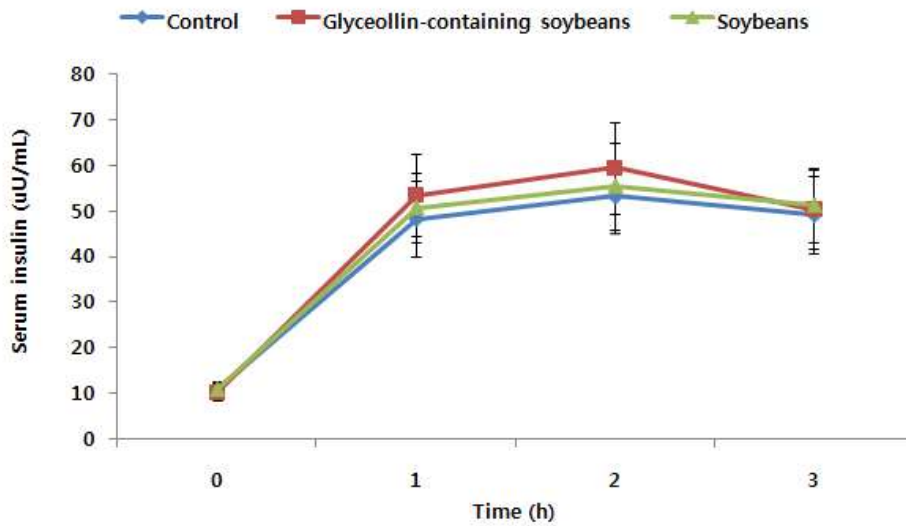 Control Glyceollin-containing soybeans Soybeans
80
70
60
50
40
30
20
10
0
Serum insulin (uU/mL)
0 1 2 3
Time (h)